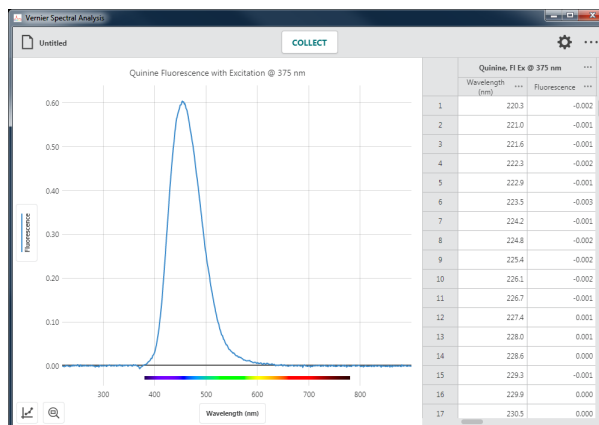 Vernier Spectral Analysis
Untitled
COLLECT
Quinine Fluorescence with Excitation @ 375 nm
0.60
0.50
0.40
0.30
0.20
0.10
0.00
Fluorescence
300 400 500 600 700 800
Wavelength (nm)
Quinine, Fl Ex @ 375 nm
Wavelength (nm) Fluorescence
1 220.3 -0.002
2 221.0 -0.001
3 221.6 -0.001
4 222.3 -0.002
5 222.9 -0.001
6 223.5 -0.003
7 224.2 -0.001
8 224.8 -0.002
9 225.4 -0.002
10 226.1 -0.002
11 226.7 -0.001
12 227.4 0.001
13 228.0 0.001
14 228.6 0.000
15 229.3 -0.001
16 229.9 0.000
17 230.5 0.000